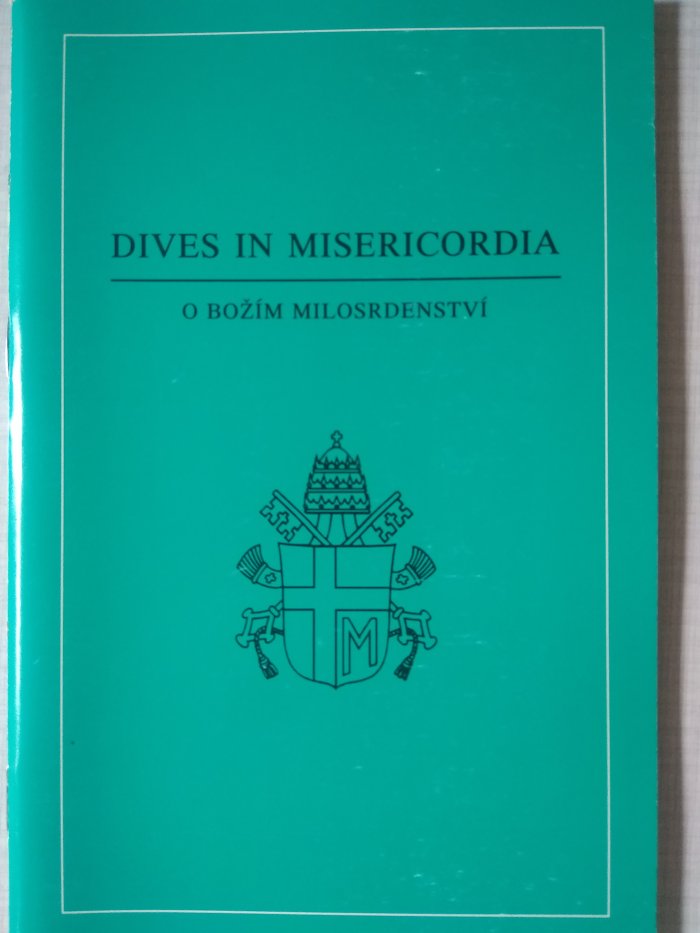 DIVES IN MISERICORDIA
O BOŽÍM MILOSRDENSTVÍ
M